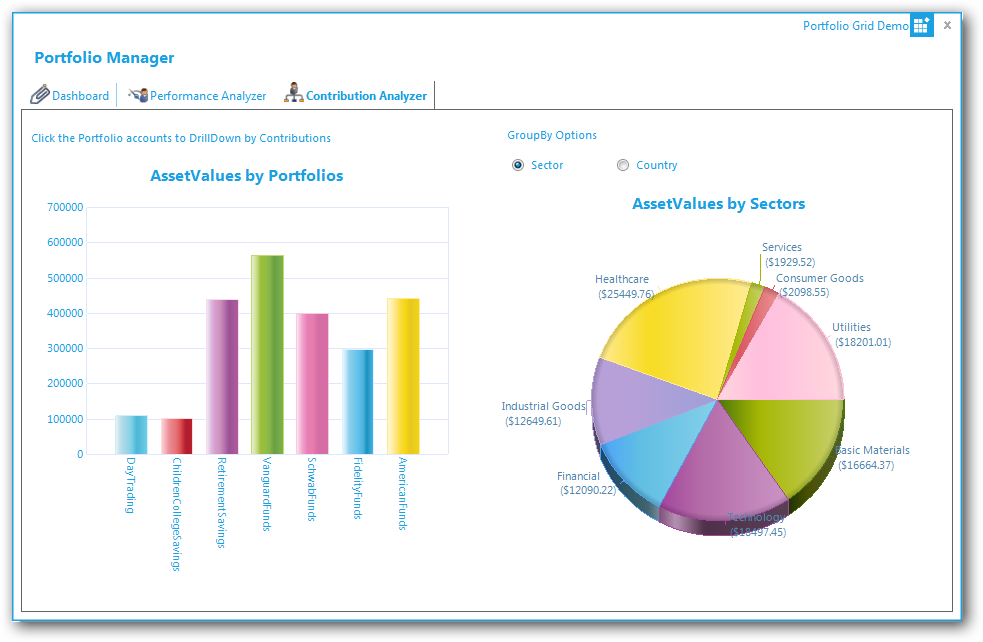 Portfolio Grid Demo
x
Portfolio Manager
Dashboard
Performance Analyzer
Contribution Analyzer
Click the Portfolio accounts to DrillDown by Contributions
GroupBy Options
Sector
Country
AssetValues by Portfolios
700000
600000
500000
400000
300000
200000
100000
0
DayTrading
ChildrenCollegeSavings
RetirementSavings
VanguardFunds
SchwabFunds
FidelityFunds
AmericanFunds
AssetValues by Sectors
Services
($1929.52)
Consumer Goods
($2098.55)
Healthcare
($25449.76)
Utilities
($18201.01)
Industrial Goods
($12649.61)
Basic Materials
($16664.37)
Financial
($12090.22)
Technology
($18497.45)